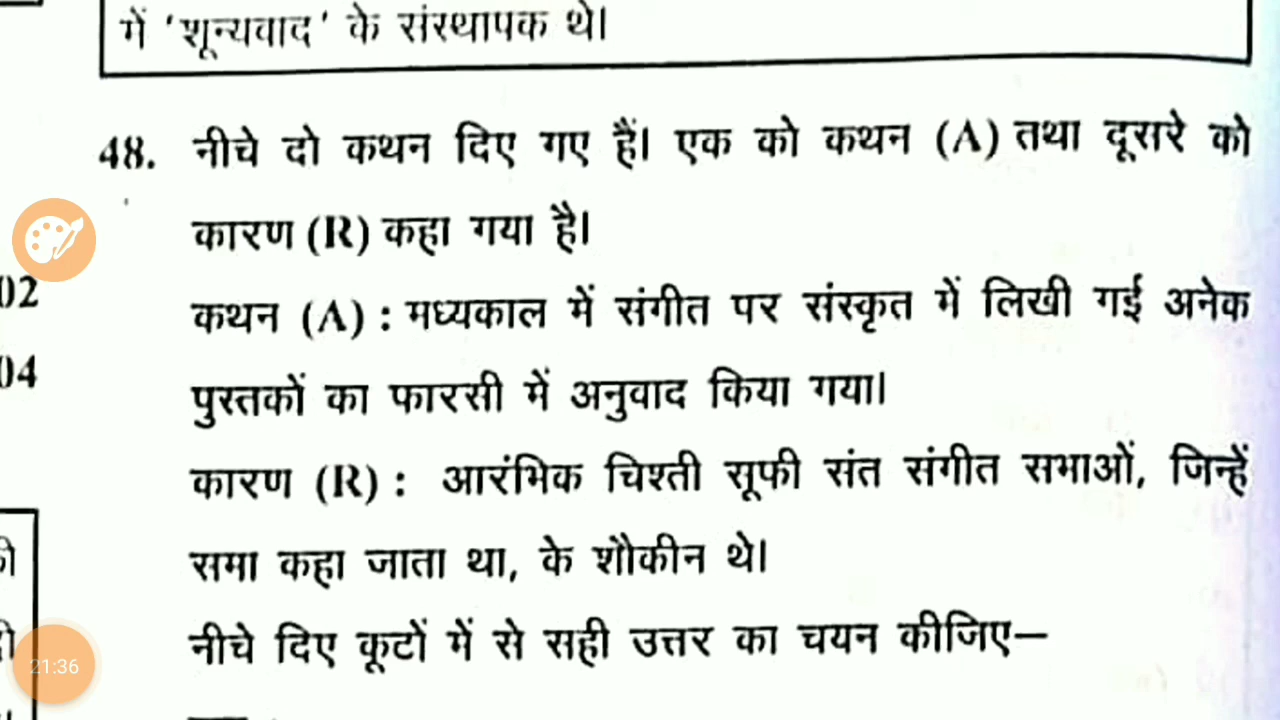 में 'शून्यवाद' के संस्थापक थे।
48. नीचे दो कथन दिए गए हैं। एक को कथन (A) तथा दूसरे को
कारण (R) कहा गया है।
02
कथन (A) : मध्यकाल में संगीत पर संस्कृत में लिखी गई अनेक
04
पुस्तकों का फारसी में अनुवाद किया गया।
कारण (R) : आरंभिक चिश्ती सूफी संत संगीत सभाओं, जिन्हें
समा कहा जाता था, के शौकीन थे।
नीचे दिए कूटों में से सही उत्तर का चयन कीजिए–
21:36